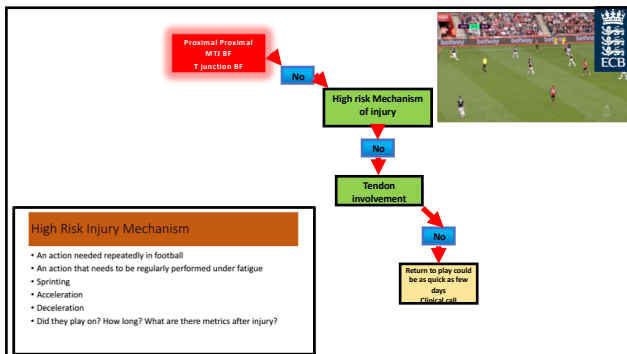 Proximal Proximal
MTJ BF
T junction BF
No
High risk Mechanism
of injury
No
Tendon
involvement
No
Return to play could
be as quick as few
days
Clinical call
betway
betway
betway
ECB
High Risk Injury Mechanism
• An action needed repeatedly in football
• An action that needs to be regularly performed under fatigue
• Sprinting
• Acceleration
• Deceleration
• Did they play on? How long? What are there metrics after injury?